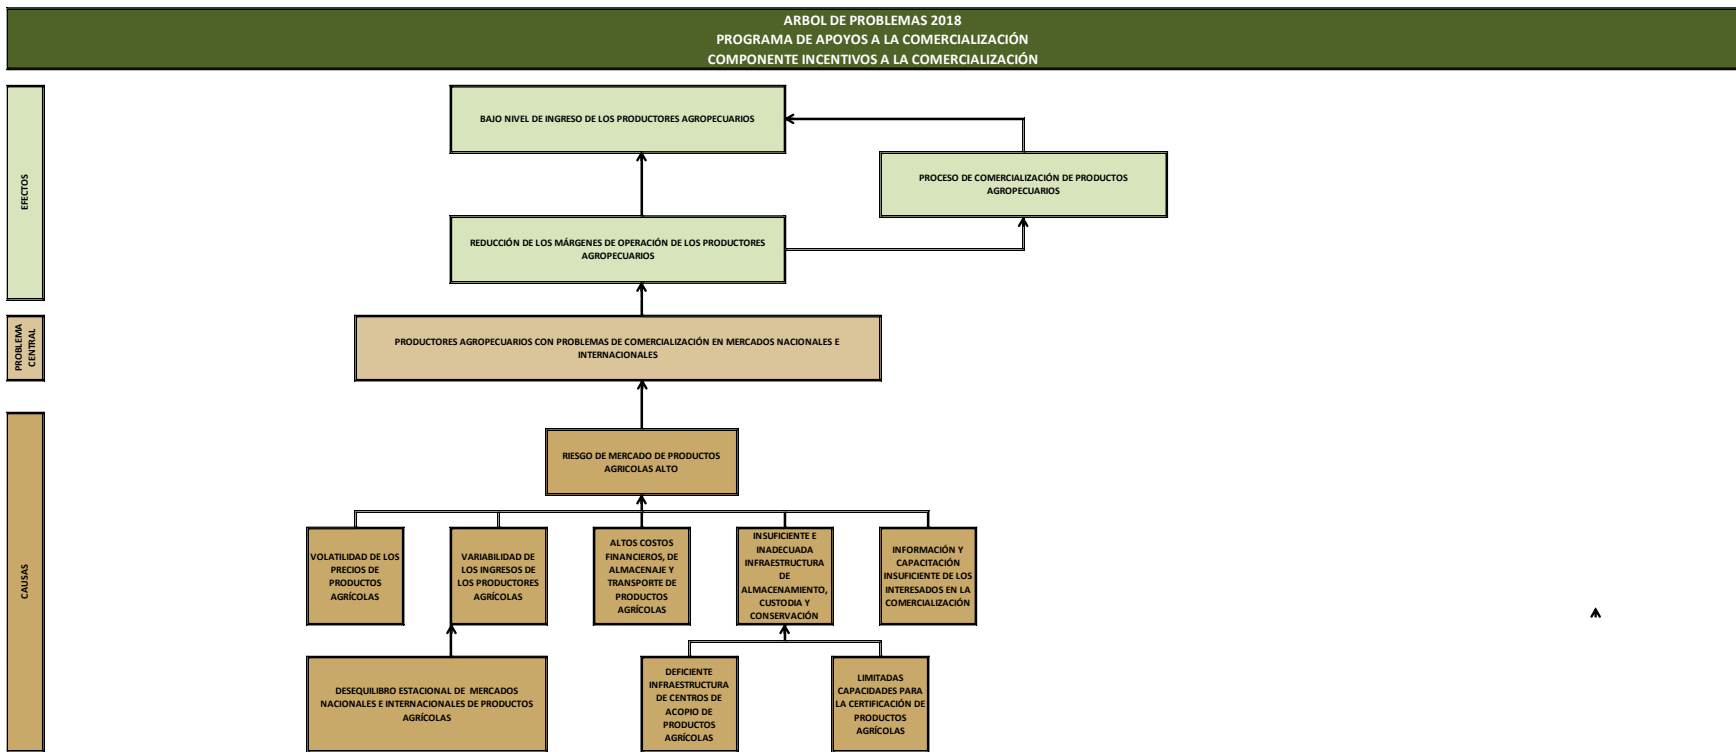 ARBOL DE PROBLEMAS 2018
PROGRAMA DE APOYOS A LA COMERCIALIZACIÓN
COMPONENTE INCENTIVOS A LA COMERCIALIZACIÓN
EFECTOS
BAJO NIVEL DE INGRESO DE LOS PRODUCTORES AGROPECUARIOS
PROCESO DE COMERCIALIZACIÓN DE PRODUCTOS
AGROPECUARIOS
REDUCCIÓN DE LOS MÁRGENES DE OPERACIÓN DE LOS PRODUCTORES
AGROPECUARIOS
PROBLEMA
CENTRAL
PRODUCTORES AGROPECUARIOS CON PROBLEMAS DE COMERCIALIZACIÓN EN MERCADOS NACIONALES E
INTERNACIONALES
CAUSAS
RIESGO DE MERCADO DE PRODUCTOS
AGRICOLAS ALTO
VOLATILIDAD DE LOS
PRECIOS DE
PRODUCTOS
AGRÍCOLAS
VARIABILIDAD DE
LOS INGRESOS DE
LOS PRODUCTORES
AGRÍCOLAS
ALTOS COSTOS
FINANCIEROS, DE
ALMACENAJE Y
TRANSPORTE DE
PRODUCTOS
AGRÍCOLAS
INSUFICIENTE E
INADECUADA
INFRAESTRUCTURA
DE
ALMACENAMIENTO,
CUSTODIA Y
CONSERVACIÓN
INFORMACIÓN Y
CAPACITACIÓN
INSUFICIENTE DE LOS
INTERESADOS EN LA
COMERCIALIZACIÓN
DESEQUILIBRO ESTACIONAL DE MERCADOS
NACIONALES E INTERNACIONALES DE PRODUCTOS
AGRÍCOLAS
DEFICIENTE
INFRAESTRUCTURA
DE CENTROS DE
ACOPIO DE
PRODUCTOS
AGRÍCOLAS
LIMITADAS
CAPACIDADES PARA
LA CERTIFICACIÓN DE
PRODUCTOS
AGRÍCOLAS